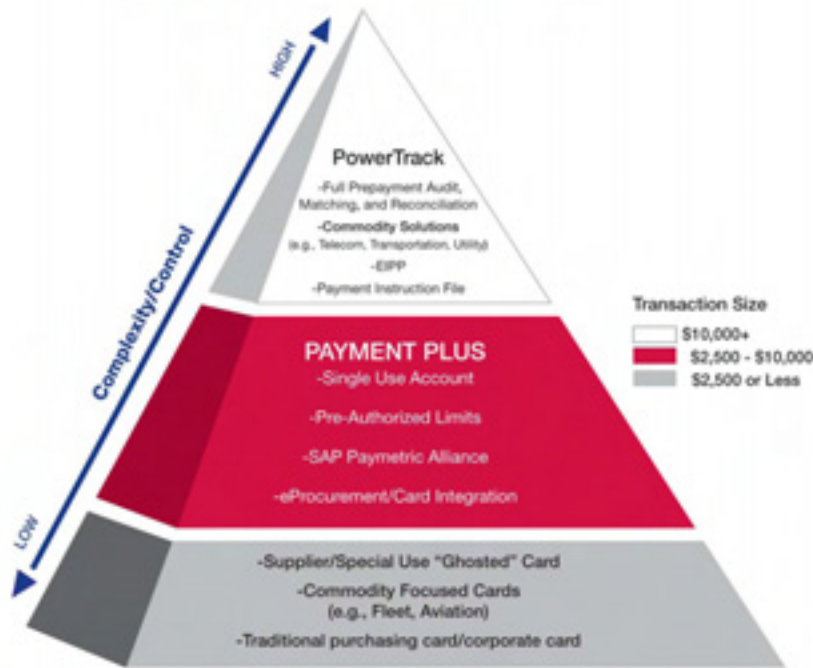 HIGH
Complexity/Control
LOW
PowerTrack
-Full Prepayment Audit,
Matching, and Reconciliation
-Commodity Solutions
(e.g., Telecom, Transportation, Utility)
-EIPP
-Payment Instruction File
PAYMENT PLUS
-Single Use Account
-Pre-Authorized Limits
-SAP Paymetric Alliance
-eProcurement/Card Integration
-Supplier/Special Use “Ghosted” Card
-Commodity Focused Cards
(e.g., Fleet, Aviation)
-Traditional purchasing card/corporate card
Transaction Size
$10,000+
$2,500 - $10,000
$2,500 or Less